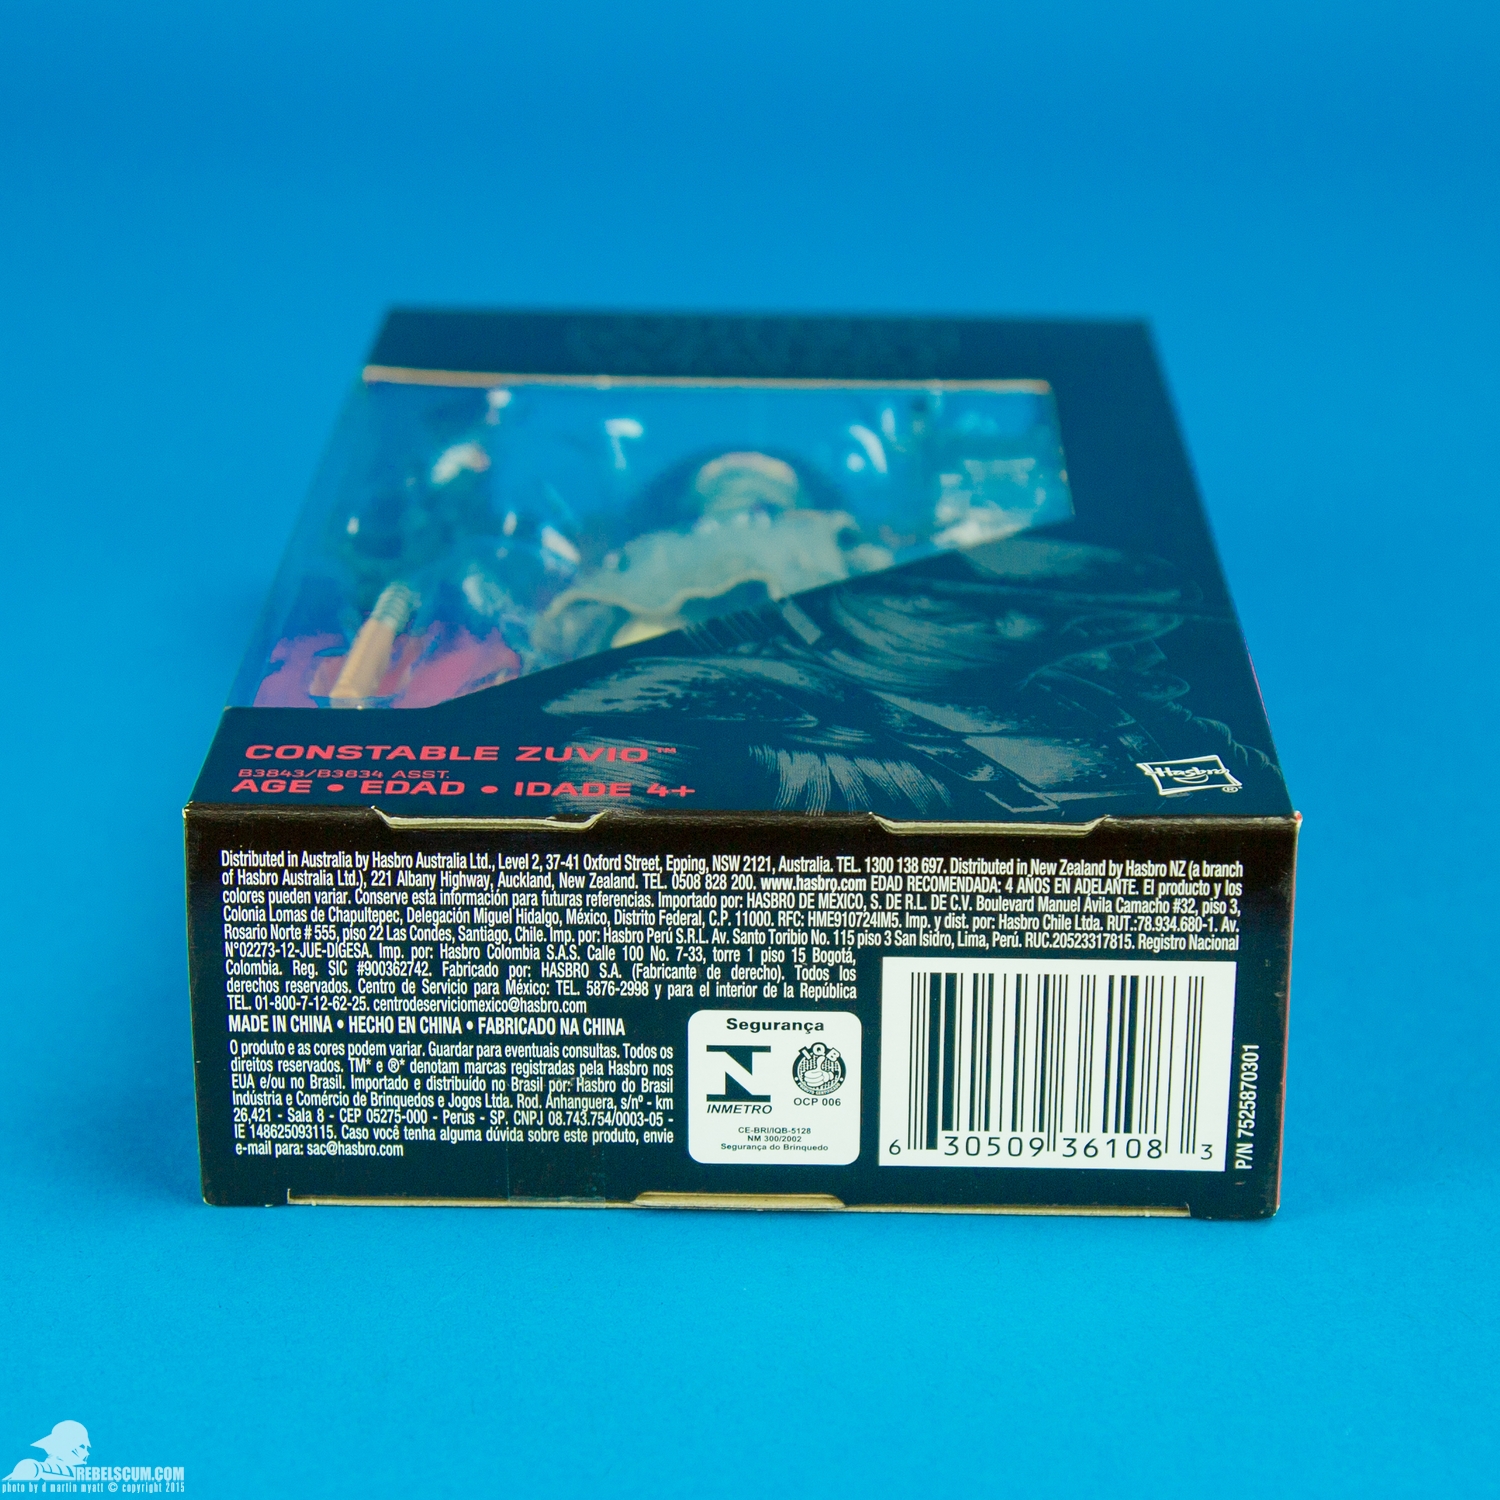 CONSTABLE ZUVIO™
B3843/B3834 ASST.
AGE • EDAD • IDADE 4+
Hasbro®
Distributed in Australia by Hasbro Australia Ltd., Level 2, 37-41 Oxford Street, Epping, NSW 2121, Australia. TEL. 1300 138 697. Distributed in New Zealand by Hasbro NZ (a branch
of Hasbro Australia Ltd.), 221 Albany Highway, Auckland, New Zealand. TEL. 0508 828 200. www.hasbro.com EDAD RECOMENDADA: 4 AÑOS EN ADELANTE. El producto y los
colores pueden variar. Conserve esta información para futuras referencias. Importado por: HASBRO DE MÉXICO, S. DE R.L. DE C.V. Boulevard Manuel Ávila Camacho #32, piso 3,
Colonia Lomas de Chapultepec, Delegación Miguel Hidalgo, México, Distrito Federal, C.P. 11000. RFC: HME910724IM5. Imp. y dist. por: Hasbro Chile Ltda. RUT.:78.934.680-1. Av.
Rosario Norte # 555, piso 22 Las Condes, Santiago, Chile. Imp. por: Hasbro Perú S.R.L. Av. Santo Toribio No. 115 piso 3 San Isidro, Lima, Perú. RUC.20523317815. Registro Nacional
N°02273-12-JUE-DIGESA. Imp. por: Hasbro Colombia S.A.S. Calle 100 No. 7-33, torre 1 piso 15 Bogotá,
Colombia. Reg. SIC #900362742. Fabricado por: HASBRO S.A. (Fabricante de derecho). Todos los
derechos reservados. Centro de Servicio para México: TEL. 5876-2998 y para el interior de la República
TEL. 01-800-7-12-62-25. centrodeserviciomexico@hasbro.com
MADE IN CHINA • HECHO EN CHINA • FABRICADO NA CHINA
O produto e as cores podem variar. Guardar para eventuais consultas. Todos os
direitos reservados. TM* e ®* denotam marcas registradas pela Hasbro nos
EUA e/ou no Brasil. Importado e distribuído no Brasil por: Hasbro do Brasil
Indústria e Comércio de Brinquedos e Jogos Ltda. Rod. Anhanguera, s/nº - km
26,421 - Sala 8 - CEP 05275-000 - Perus - SP. CNPJ 08.743.754/0003-05 -
IE 148625093115. Caso você tenha alguma dúvida sobre este produto, envie
e-mail para: sac@hasbro.com
Segurança
INMETRO
IQB
OCP 006
CE-BRI/IQB-5128
NM 300/2002
Segurança do Brinquedo
6 30509 36108 3
P/N 7525870301
REBELSCUM.COM
photo by d martin myatt © copyright 2015